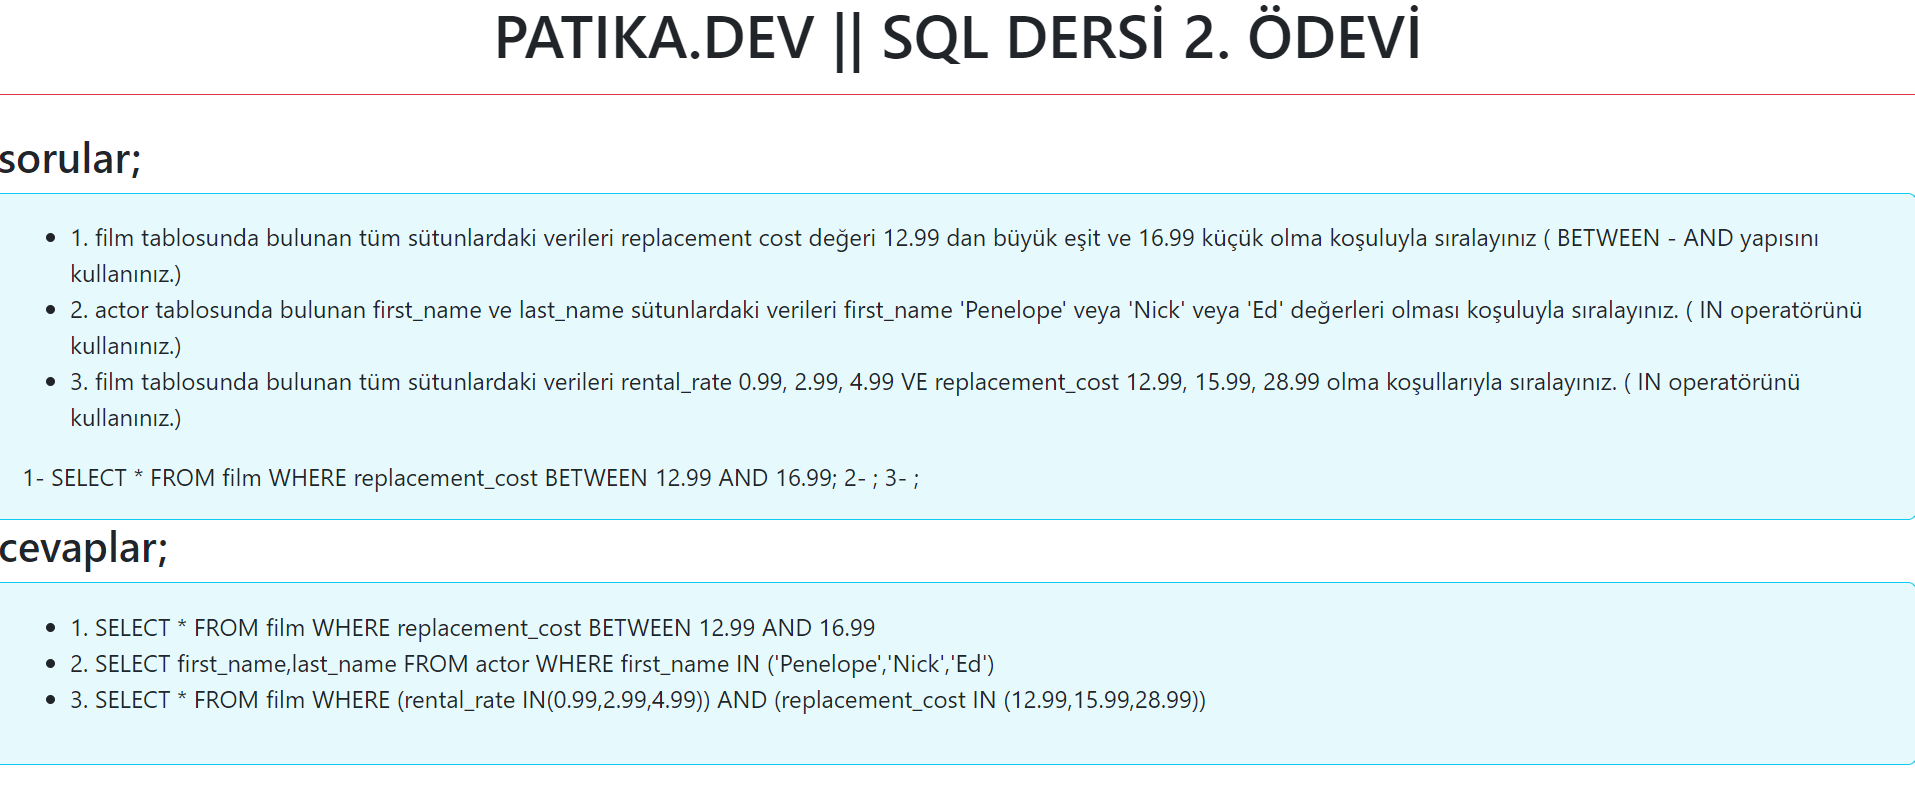 PATIKA.DEV || SQL DERSİ 2. ÖDEVİ
sorular;
• 1. film tablosunda bulunan tüm sütunlardaki verileri replacement cost değeri 12.99 dan büyük eşit ve 16.99 küçük olma koşuluyla sıralayınız ( BETWEEN - AND yapısını
kullanınız.)
• 2. actor tablosunda bulunan first_name ve last_name sütunlardaki verileri first_name 'Penelope' veya 'Nick' veya 'Ed' değerleri olması koşuluyla sıralayınız. ( IN operatörünü
kullanınız.)
• 3. film tablosunda bulunan tüm sütunlardaki verileri rental_rate 0.99, 2.99, 4.99 VE replacement_cost 12.99, 15.99, 28.99 olma koşullarıyla sıralayınız. ( IN operatörünü
kullanınız.)
1- SELECT * FROM film WHERE replacement_cost BETWEEN 12.99 AND 16.99; 2- ; 3- ;
cevaplar;
• 1. SELECT * FROM film WHERE replacement_cost BETWEEN 12.99 AND 16.99
• 2. SELECT first_name,last_name FROM actor WHERE first_name IN ('Penelope','Nick','Ed')
• 3. SELECT * FROM film WHERE (rental_rate IN(0.99,2.99,4.99)) AND (replacement_cost IN (12.99,15.99,28.99))